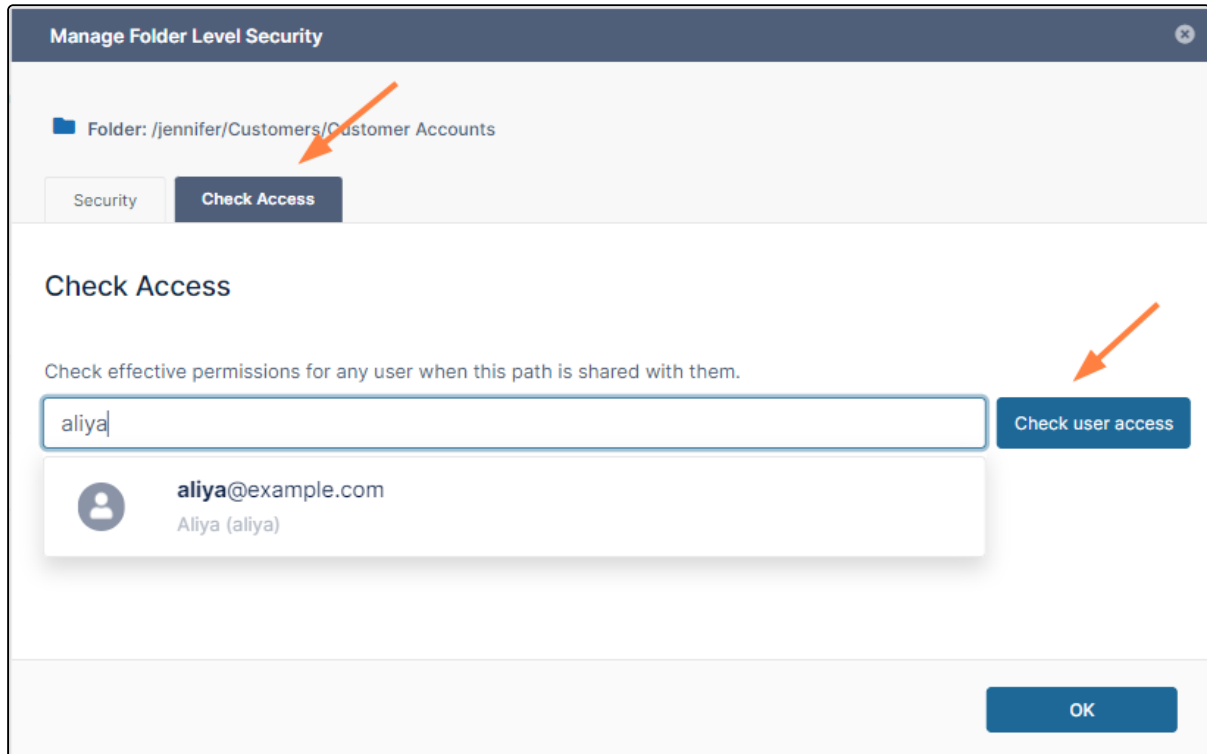 Manage Folder Level Security
Folder: /jennifer/Customers/Customer Accounts
Security
Check Access
Check Access
Check effective permissions for any user when this path is shared with them.
aliya
Check user access
aliya@example.com
Aliya (aliya)
OK